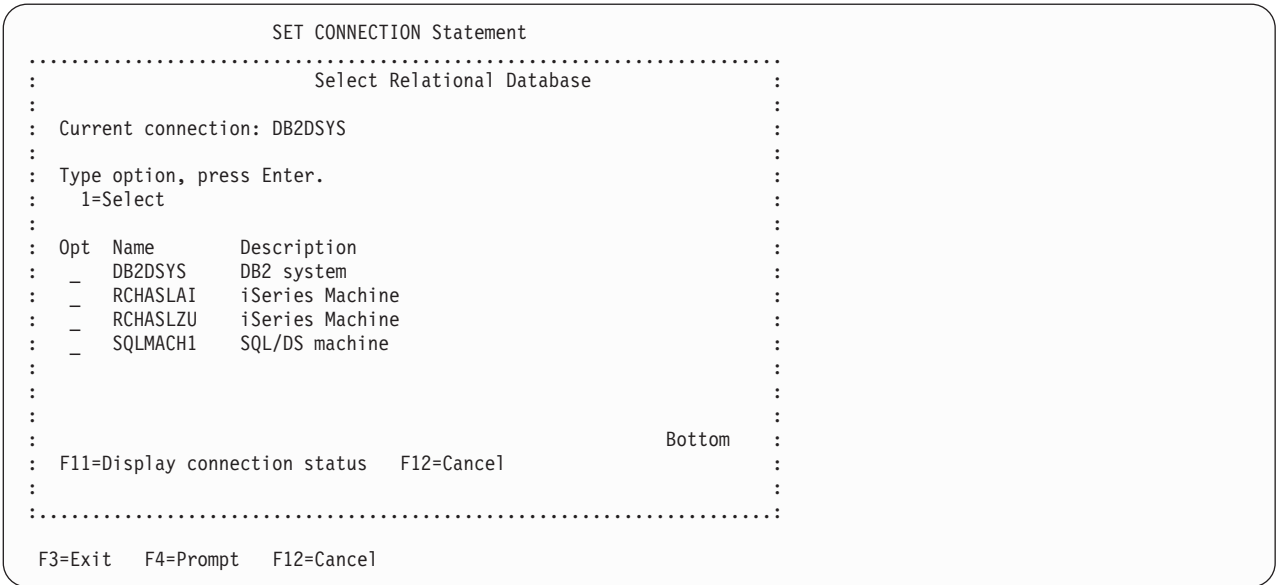 SET CONNECTION Statement
.......................................................................
: Select Relational Database :
: :
: Current connection: DB2DSYS :
: :
: Type option, press Enter. :
: 1=Select :
: :
: Opt Name Description :
: _ DB2DSYS DB2 system :
: _ RCHASLAI iSeries Machine :
: _ RCHASLZU iSeries Machine :
: _ SQLMACH1 SQL/DS machine :
: :
: :
: :
: Bottom :
: F11=Display connection status F12=Cancel :
: :
:.....................................................................:
F3=Exit F4=Prompt F12=Cancel